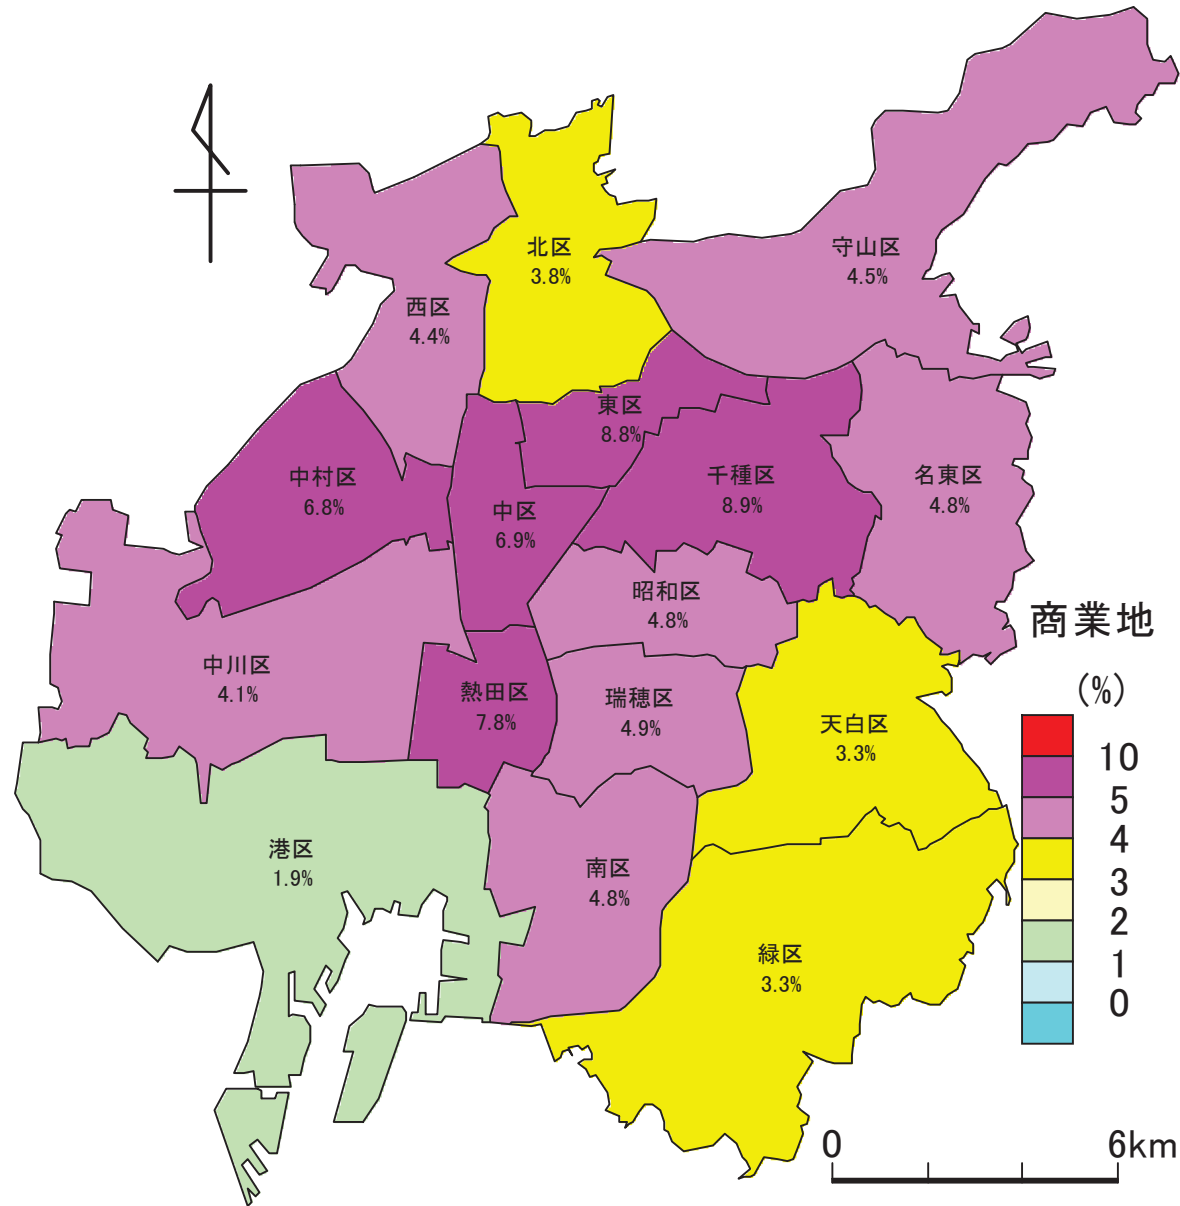 北区
3.8%
守山区
4.5%
西区
4.4%
東区
8.8%
中村区
6.8%
中区
6.9%
千種区
8.9%
名東区
4.8%
昭和区
4.8%
中川区
4.1%
熱田区
7.8%
瑞穂区
4.9%
天白区
3.3%
港区
1.9%
南区
4.8%
緑区
3.3%
商業地
(%)
10
5
4
3
2
1
0
0 6km